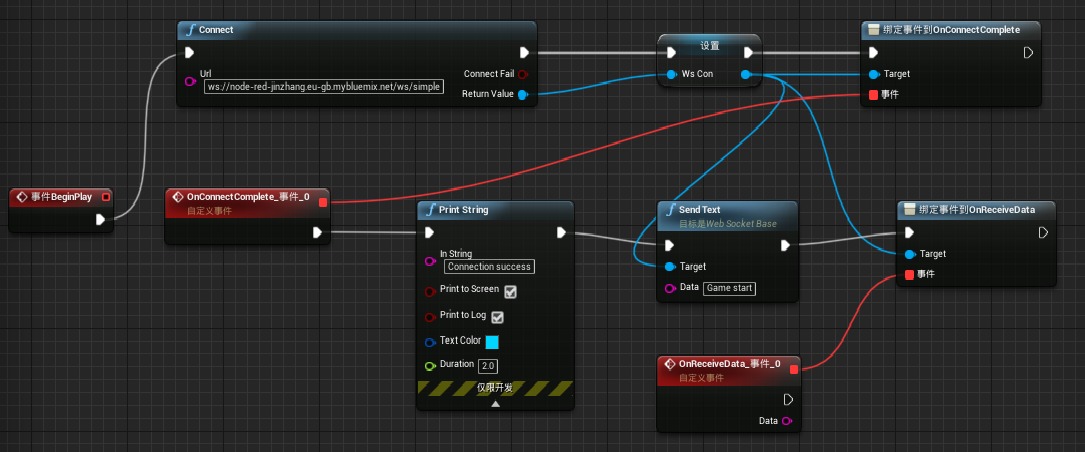 Connect
Url
ws://node-red-jinzhang.eu-gb.mybluemix.net/ws/simple
Connect Fail
Return Value
设置
Ws Con
绑定事件到OnConnectComplete
Target
事件
事件BeginPlay
OnConnectComplete_事件_0
自定义事件
Print String
In String
Connection success
Print to Screen
Print to Log
Text Color
Duration 2.0
仅限开发
Send Text
目标是Web Socket Base
Target
Data Game start
绑定事件到OnReceiveData
Target
事件
OnReceiveData_事件_0
自定义事件
Data